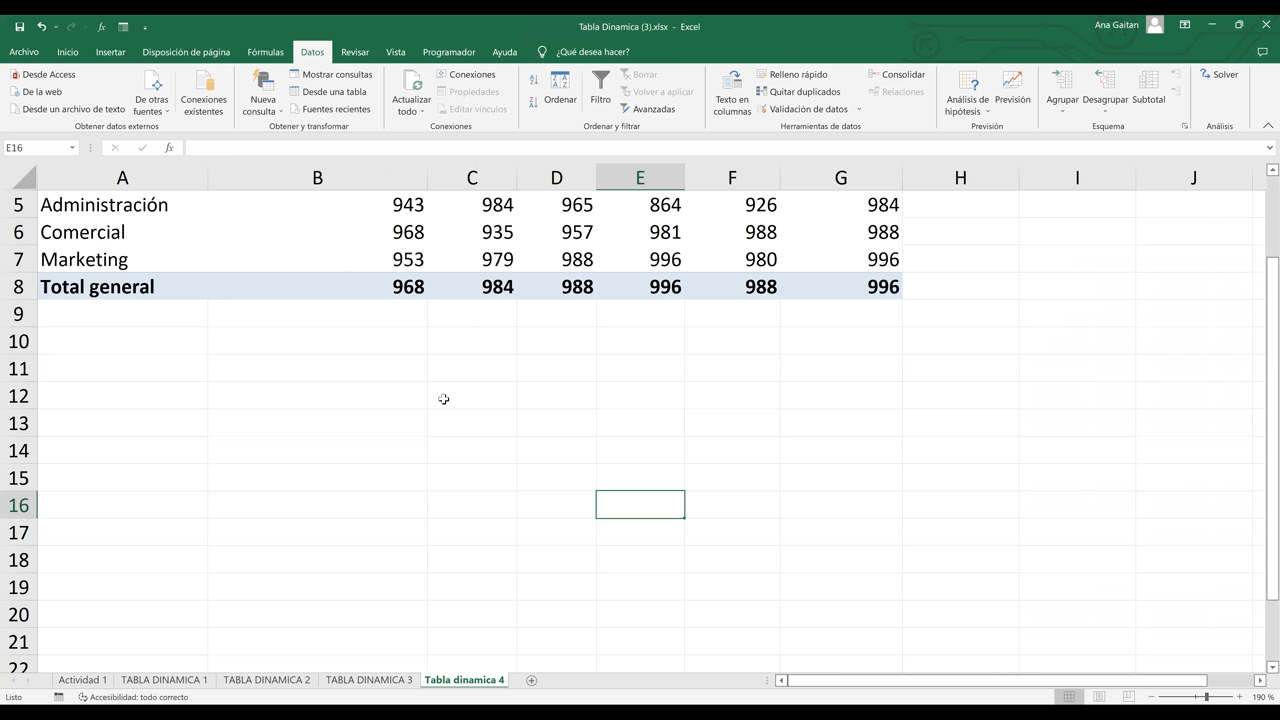 Tabla Dinamica (3).xlsx - Excel
Ana Gaitan
Archivo Inicio Insertar Disposición de página Fórmulas Datos Revisar Vista Programador Ayuda ¿Qué desea hacer?
Desde Access
De la web
Desde un archivo de texto
De otras fuentes
Conexiones existentes
Obtener datos externos
Nueva consulta
Mostrar consultas
Desde una tabla
Fuentes recientes
Obtener y transformar
Actualizar todo
Conexiones
Propiedades
Editar vínculos
Conexiones
Ordenar
Filtro
Borrar
Volver a aplicar
Avanzadas
Ordenar y filtrar
Texto en columnas
Relleno rápido
Quitar duplicados
Validación de datos
Consolidar
Relaciones
Herramientas de datos
Análisis de hipótesis
Previsión
Previsión
Agrupar
Desagrupar
Subtotal
Esquema
Solver
Análisis
E16
fx
A B C D E F G H I J
5 Administración 943 984 965 864 926 984
6 Comercial 968 935 957 981 988 988
7 Marketing 953 979 988 996 980 996
8 Total general 968 984 988 996 988 996
9
10
11
12
13
14
15
16
17
18
19
20
21
22
Actividad 1 TABLA DINAMICA 1 TABLA DINAMICA 2 TABLA DINAMICA 3 Tabla dinamica 4
Listo Accesibilidad: todo correcto 190 %